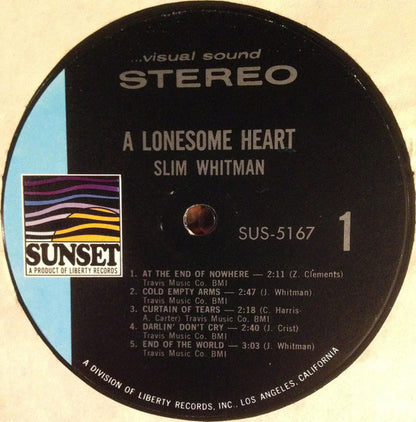 ...visual sound
STEREO
A LONESOME HEART
SLIM WHITMAN
SUS-5167
1
SUNSET
A PRODUCT OF LIBERTY RECORDS
1. AT THE END OF NOWHERE — 2:11 (Z. Clements)
Travis Music Co. BMI
2. COLD EMPTY ARMS — 2:47 (J. Whitman)
Travis Music Co. BMI
3. CURTAIN OF TEARS — 2:18 (C. Harris-
A. Carter) Travis Music Co. BMI
4. DARLIN' DON'T CRY — 2:40 (J. Crist)
Travis Music Co. BMI
5. END OF THE WORLD — 3:03 (J. Whitman)
Travis Music Co. BMI
A DIVISION OF LIBERTY RECORDS, INC., LOS ANGELES, CALIFORNIA